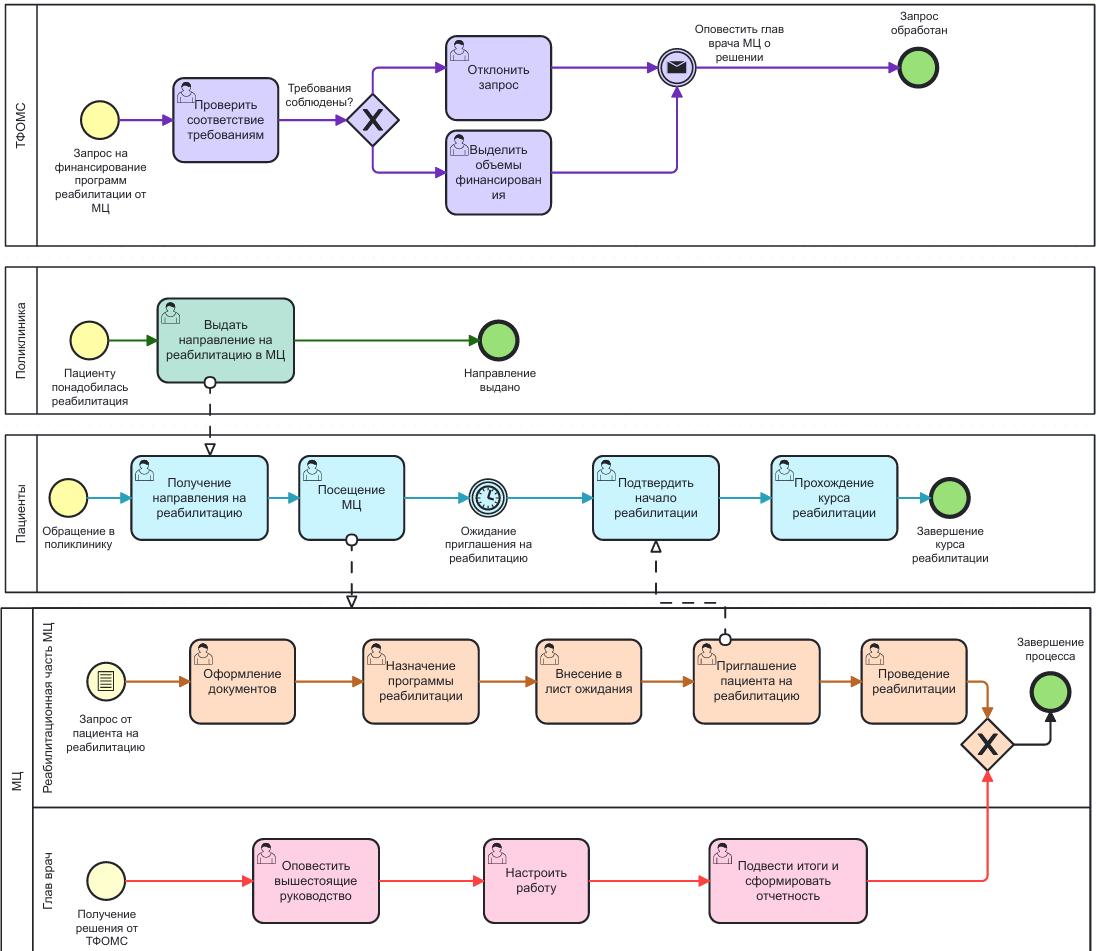 ТФОМС
Запрос на
финансирование
программ
реабилитации от
МЦ
Проверить
соответствие
требованиям
Требования
соблюдены?
Отклонить
запрос
Выделить
объемы
финансирован
ия
Оповестить глав
врача МЦ о
решении
Запрос
обработан
Поликлиника
Пациенту
понадобилась
реабилитация
Выдать
направление на
реабилитацию в МЦ
Направление
выдано
Пациенты
Обращение в
поликлинику
Получение
направления на
реабилитацию
Посещение
МЦ
Ожидание
приглашения на
реабилитацию
Подтвердить
начало
реабилитации
Прохождение
курса
реабилитации
Завершение
курса
реабилитации
МЦ
Реабилитационная часть МЦ
Запрос от
пациента на
реабилитацию
Оформление
документов
Назначение
программы
реабилитации
Внесение в
лист ожидания
Приглашение
пациента на
реабилитацию
Проведение
реабилитации
Завершение
процесса
Глав врач
Получение
решения от
ТФОМС
Оповестить
вышестоящие
руководство
Настроить
работу
Подвести итоги и
сформировать
отчетность